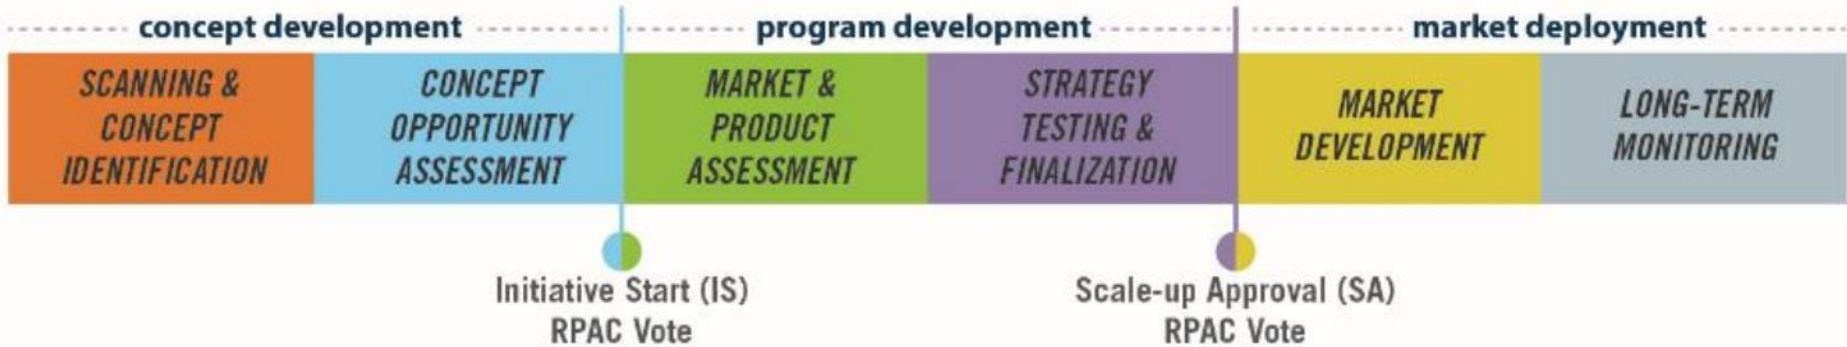 concept development
program development
market deployment
SCANNING &
CONCEPT
IDENTIFICATION
CONCEPT
OPPORTUNITY
ASSESSMENT
MARKET &
PRODUCT
ASSESSMENT
STRATEGY
TESTING &
FINALIZATION
MARKET
DEVELOPMENT
LONG-TERM
MONITORING
Initiative Start (IS)
RPAC Vote
Scale-up Approval (SA)
RPAC Vote